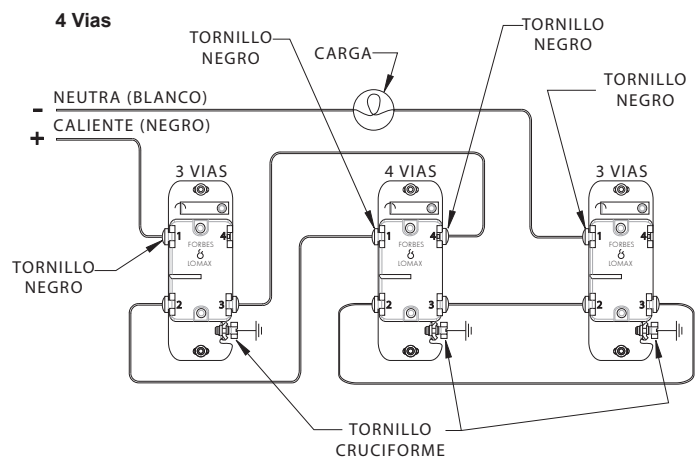 4 Vias
TORNILLO
NEGRO
CARGA
TORNILLO
NEGRO
TORNILLO
NEGRO
- NEUTRA (BLANCO)
+ CALIENTE (NEGRO)
3 VIAS
4 VIAS
3 VIAS
1 4
FORBES
&
LOMAX
2 3
1 4
FORBES
&
LOMAX
2 3
1 4
FORBES
&
LOMAX
2 3
TORNILLO
NEGRO
TORNILLO
CRUCIFORME